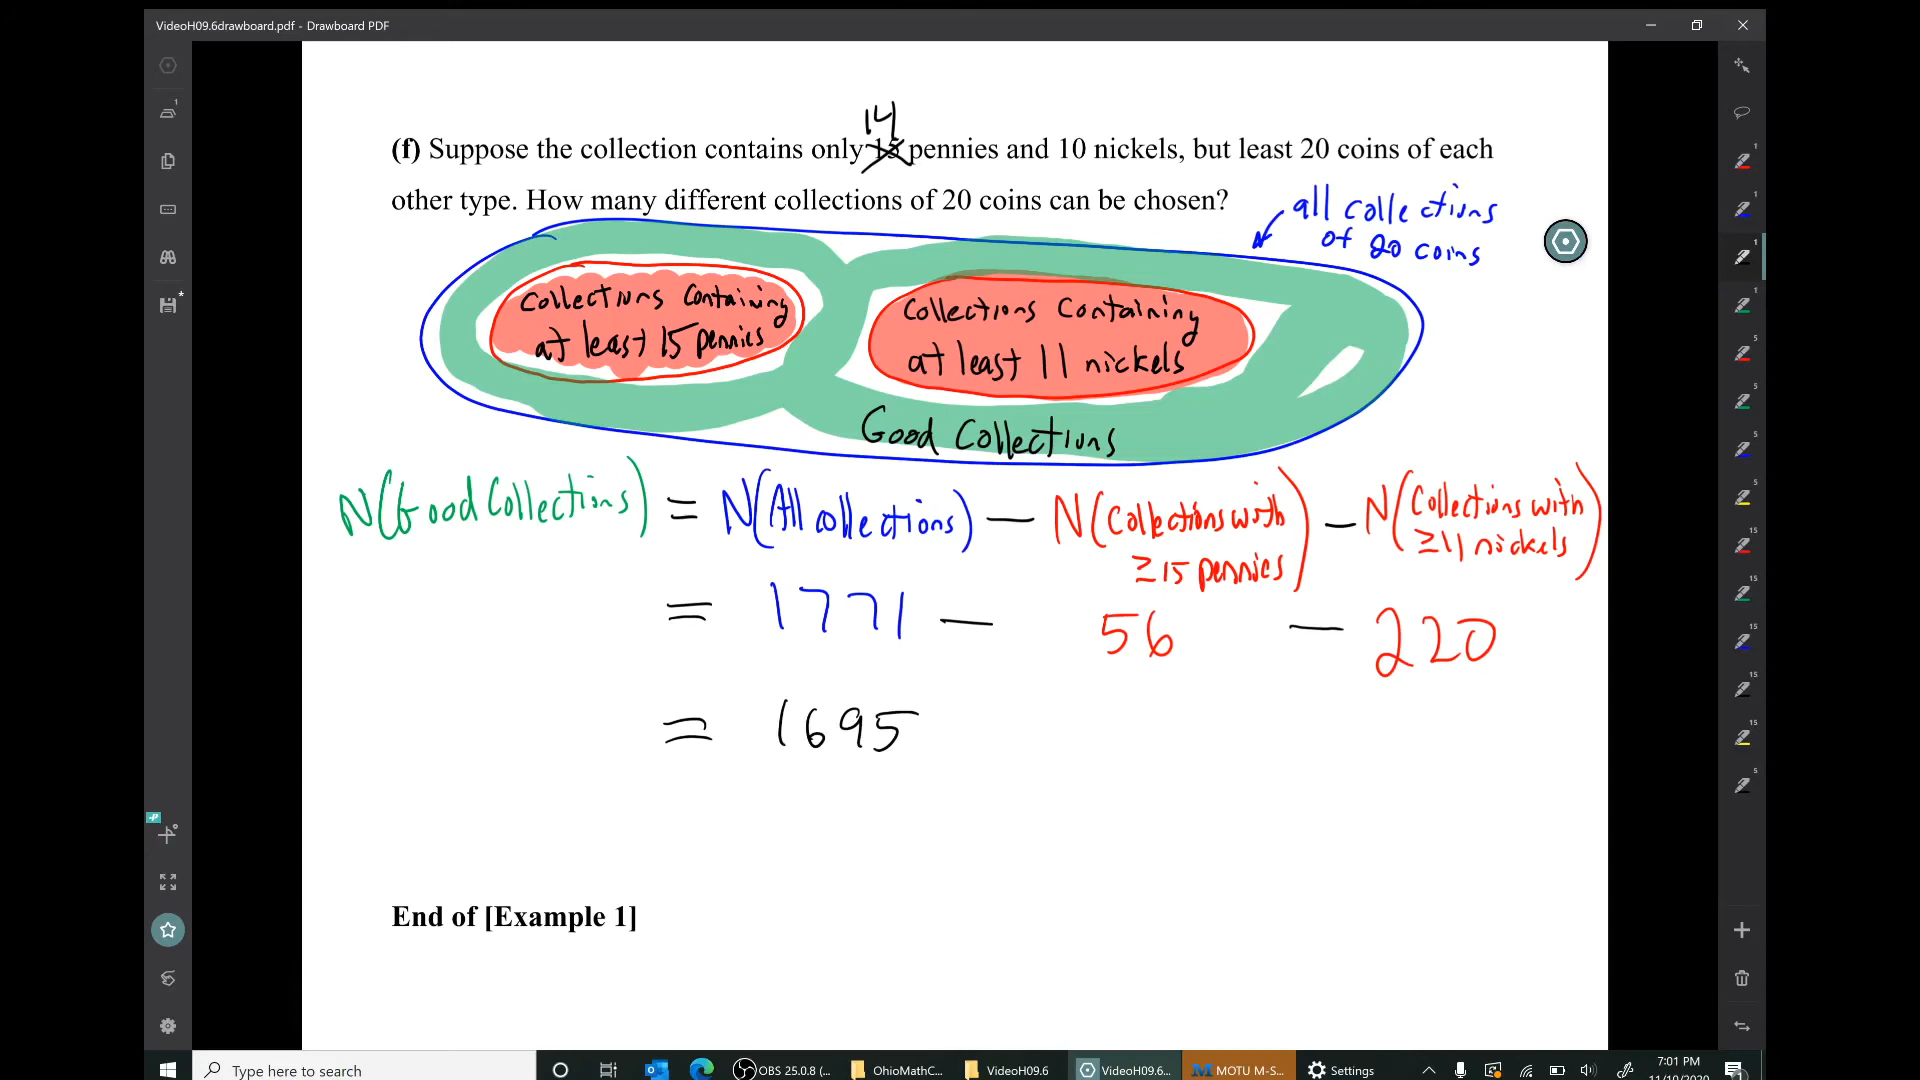 VideoH09.6drawboard.pdf - Drawboard PDF
14
(f) Suppose the collection contains only 15 pennies and 10 nickels, but least 20 coins of each
other type. How many different collections of 20 coins can be chosen?
all collections
of 20 coins
Collections Containing
at least 15 pennies
Collections Containing
at least 11 nickels
Good Collections
N(Good Collections) = N(All collections) - N(Collections with ≥15 pennies) - N(Collections with ≥11 nickels)
= 1771 - 56 - 220
= 1695
End of [Example 1]
Type here to search
OBS 25.0.8 (...
OhioMathC...
VideoH09.6
VideoH09.6...
MOTU M-S...
Settings
7:01 PM
11/10/2020